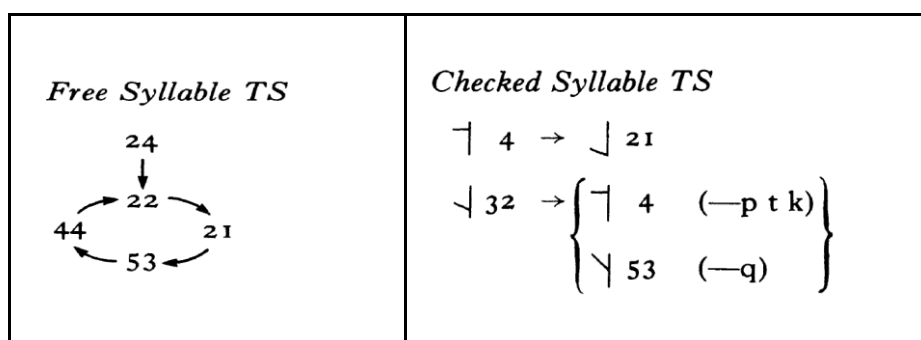 Free Syllable TS
24
22
44 21
53
Checked Syllable TS
˥ 4 → ˨˩ 21
˧˨ 32 → { ˥ 4 (—p t k) }
˥˧ 53 (—q)